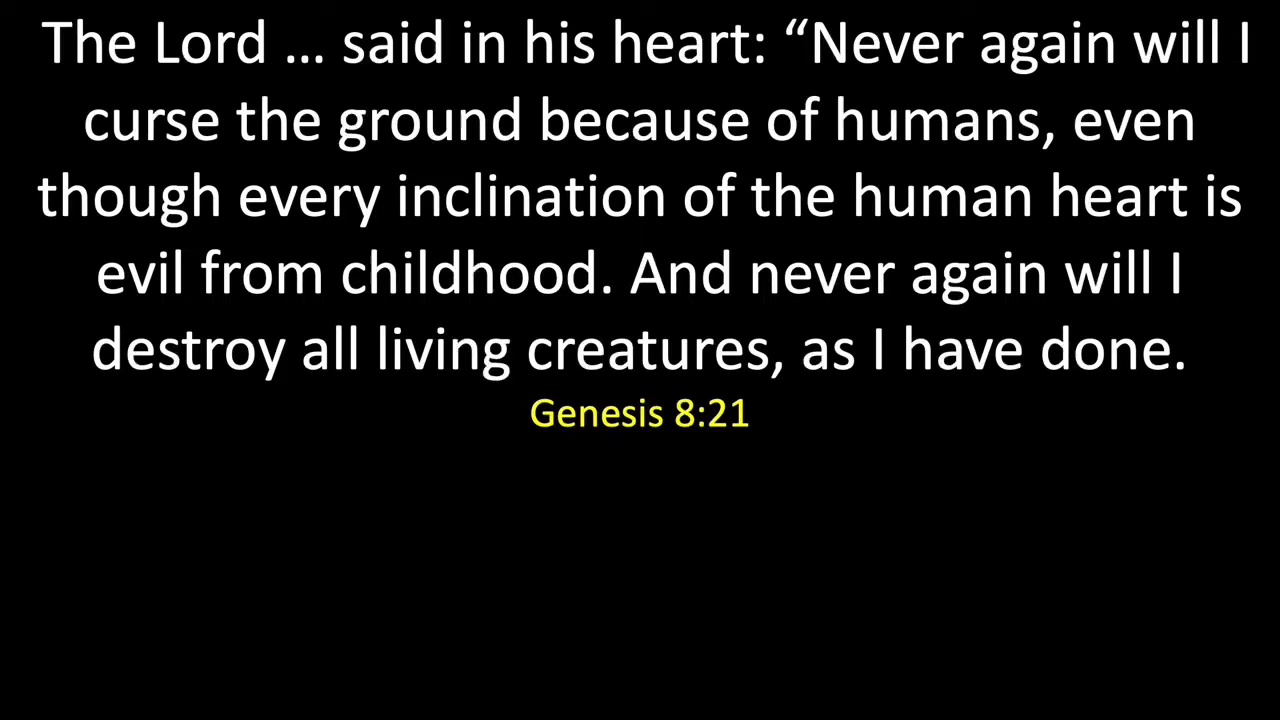 The Lord … said in his heart: “Never again will I
curse the ground because of humans, even
though every inclination of the human heart is
evil from childhood. And never again will I
destroy all living creatures, as I have done.
Genesis 8:21